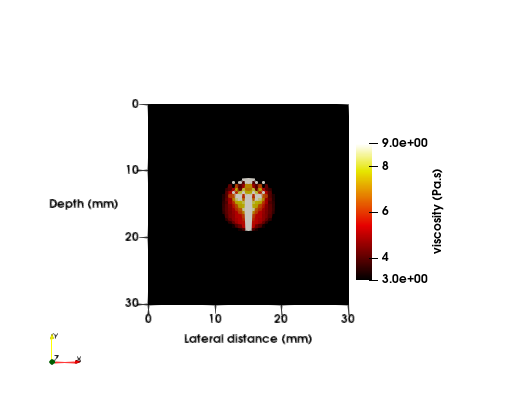 0
10
Depth (mm)
20
30
0 10 20 30
Lateral distance (mm)
9.0e+00
8
6
4
3.0e+00
viscosity (Pa.s)
Y
Z X